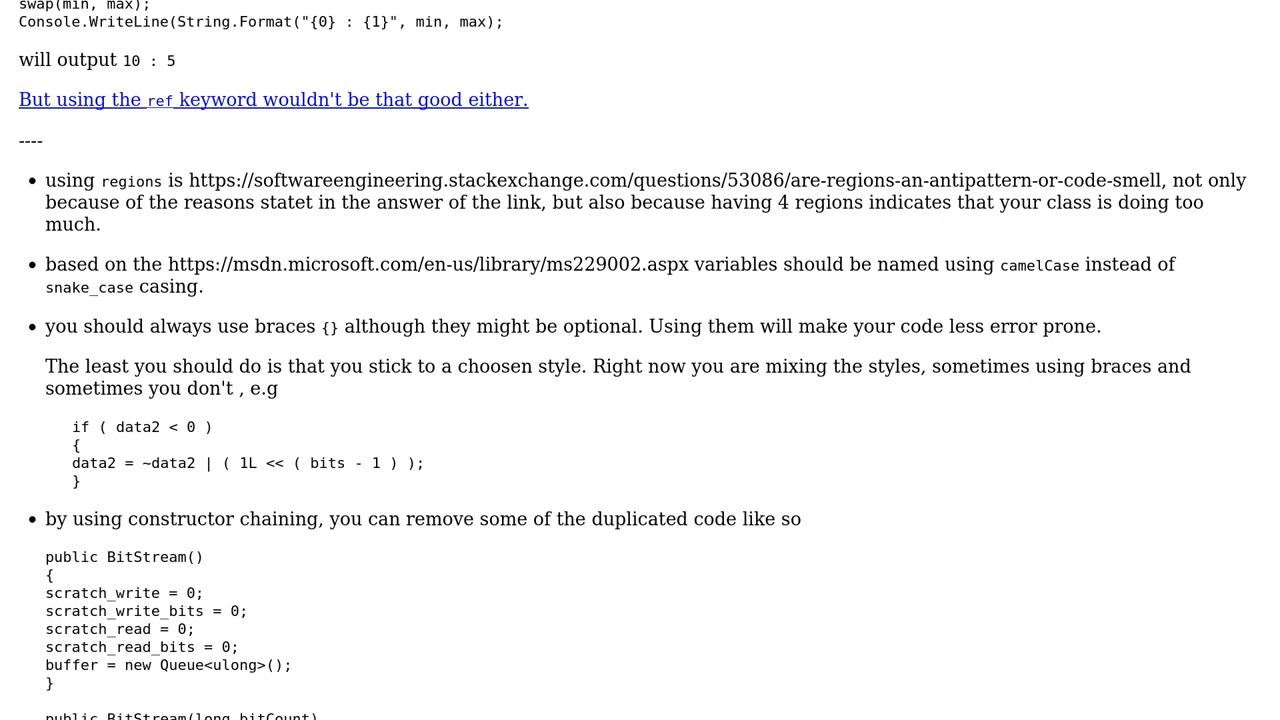 swap(min, max);
Console.WriteLine(String.Format("{0} : {1}", min, max);
will output 10 : 5
But using the ref keyword wouldn't be that good either.
----
• using regions is https://softwareengineering.stackexchange.com/questions/53086/are-regions-an-antipattern-or-code-smell, not only
because of the reasons statet in the answer of the link, but also because having 4 regions indicates that your class is doing too
much.
• based on the https://msdn.microsoft.com/en-us/library/ms229002.aspx variables should be named using camelCase instead of
snake_case casing.
• you should always use braces {} although they might be optional. Using them will make your code less error prone.
The least you should do is that you stick to a choosen style. Right now you are mixing the styles, sometimes using braces and
sometimes you don't , e.g
if ( data2 < 0 )
{
data2 = ~data2 | ( 1L << ( bits - 1 ) );
}
• by using constructor chaining, you can remove some of the duplicated code like so
public BitStream()
{
scratch_write = 0;
scratch_write_bits = 0;
scratch_read = 0;
scratch_read_bits = 0;
buffer = new Queue<ulong>();
}
public BitStream(long bitCount)